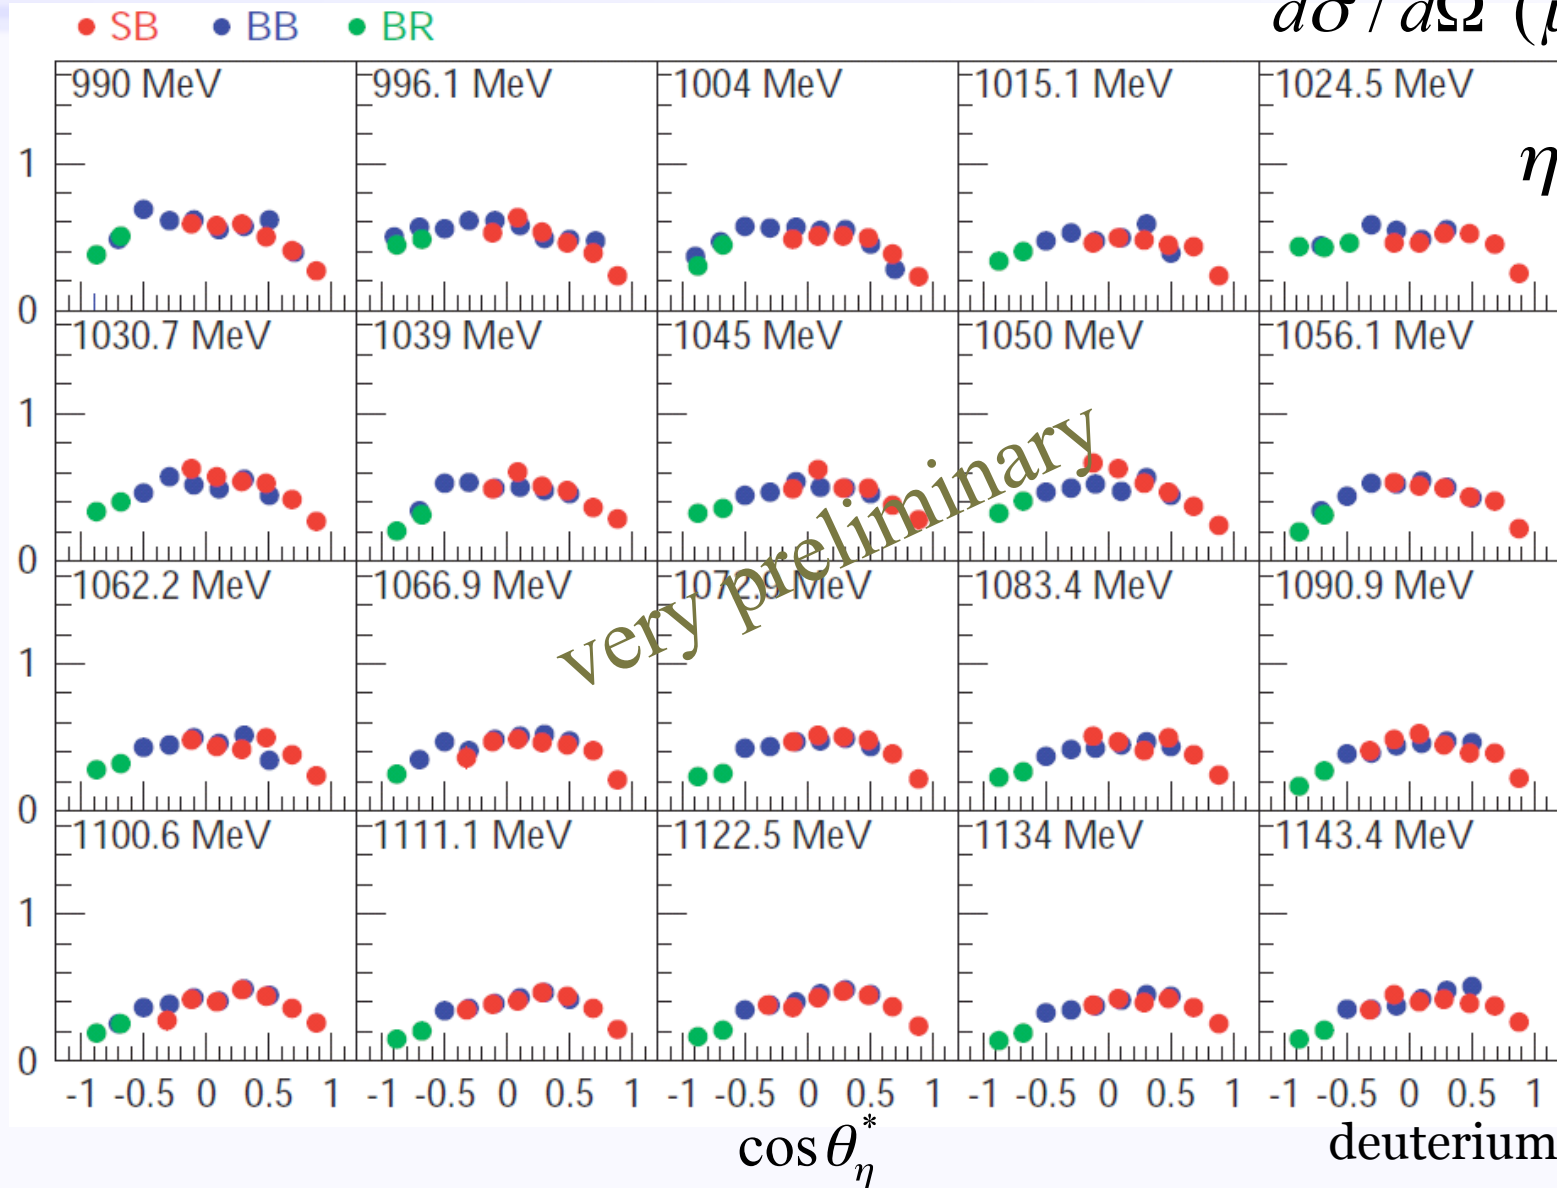 dσ / dΩ (μ
SB BB BR
990 MeV 996.1 MeV 1004 MeV 1015.1 MeV 1024.5 MeV
1
η
0
1030.7 MeV 1039 MeV 1045 MeV 1050 MeV 1056.1 MeV
1
0
very preliminary
1062.2 MeV 1066.9 MeV 1072.9 MeV 1083.4 MeV 1090.9 MeV
1
0
1100.6 MeV 1111.1 MeV 1122.5 MeV 1134 MeV 1143.4 MeV
1
0
-1 -0.5 0 0.5 1 -1 -0.5 0 0.5 1 -1 -0.5 0 0.5 1 -1 -0.5 0 0.5 1 -1 -0.5 0 0.5 1
cos θ*η
deuterium